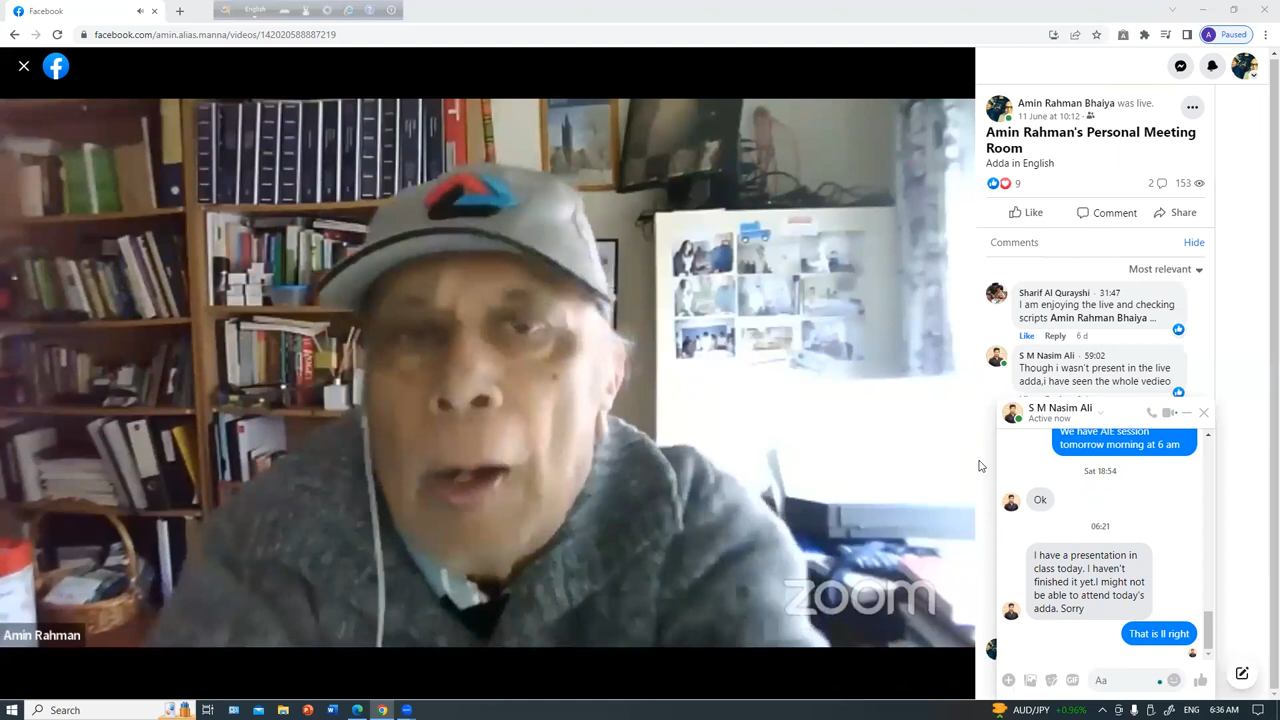 Facebook
English
facebook.com/amin.alias.manna/videos/142020588887219
A
Paused
Amin Rahman Bhaiya was live.
11 June at 10:12 ·
Amin Rahman's Personal Meeting
Room
Adda in English
9
2
153
Like
Comment
Share
Comments
Hide
Most relevant
Sharif Al Qurayshi · 31:47
I am enjoying the live and checking
scripts Amin Rahman Bhaiya ...
Like Reply 6 d
S M Nasim Ali · 59:02
Though i wasn't present in the live
adda,i have seen the whole vedieo
S M Nasim Ali
Active now
We have AIE session
tomorrow morning at 6 am
Sat 18:54
Ok
06:21
I have a presentation in
class today. I haven't
finished it yet.I might not
be able to attend today's
adda. Sorry
That is ll right
GIF
Aa
zoom
Amin Rahman
Search
AUD/JPY +0.96%
ENG
6:36 AM